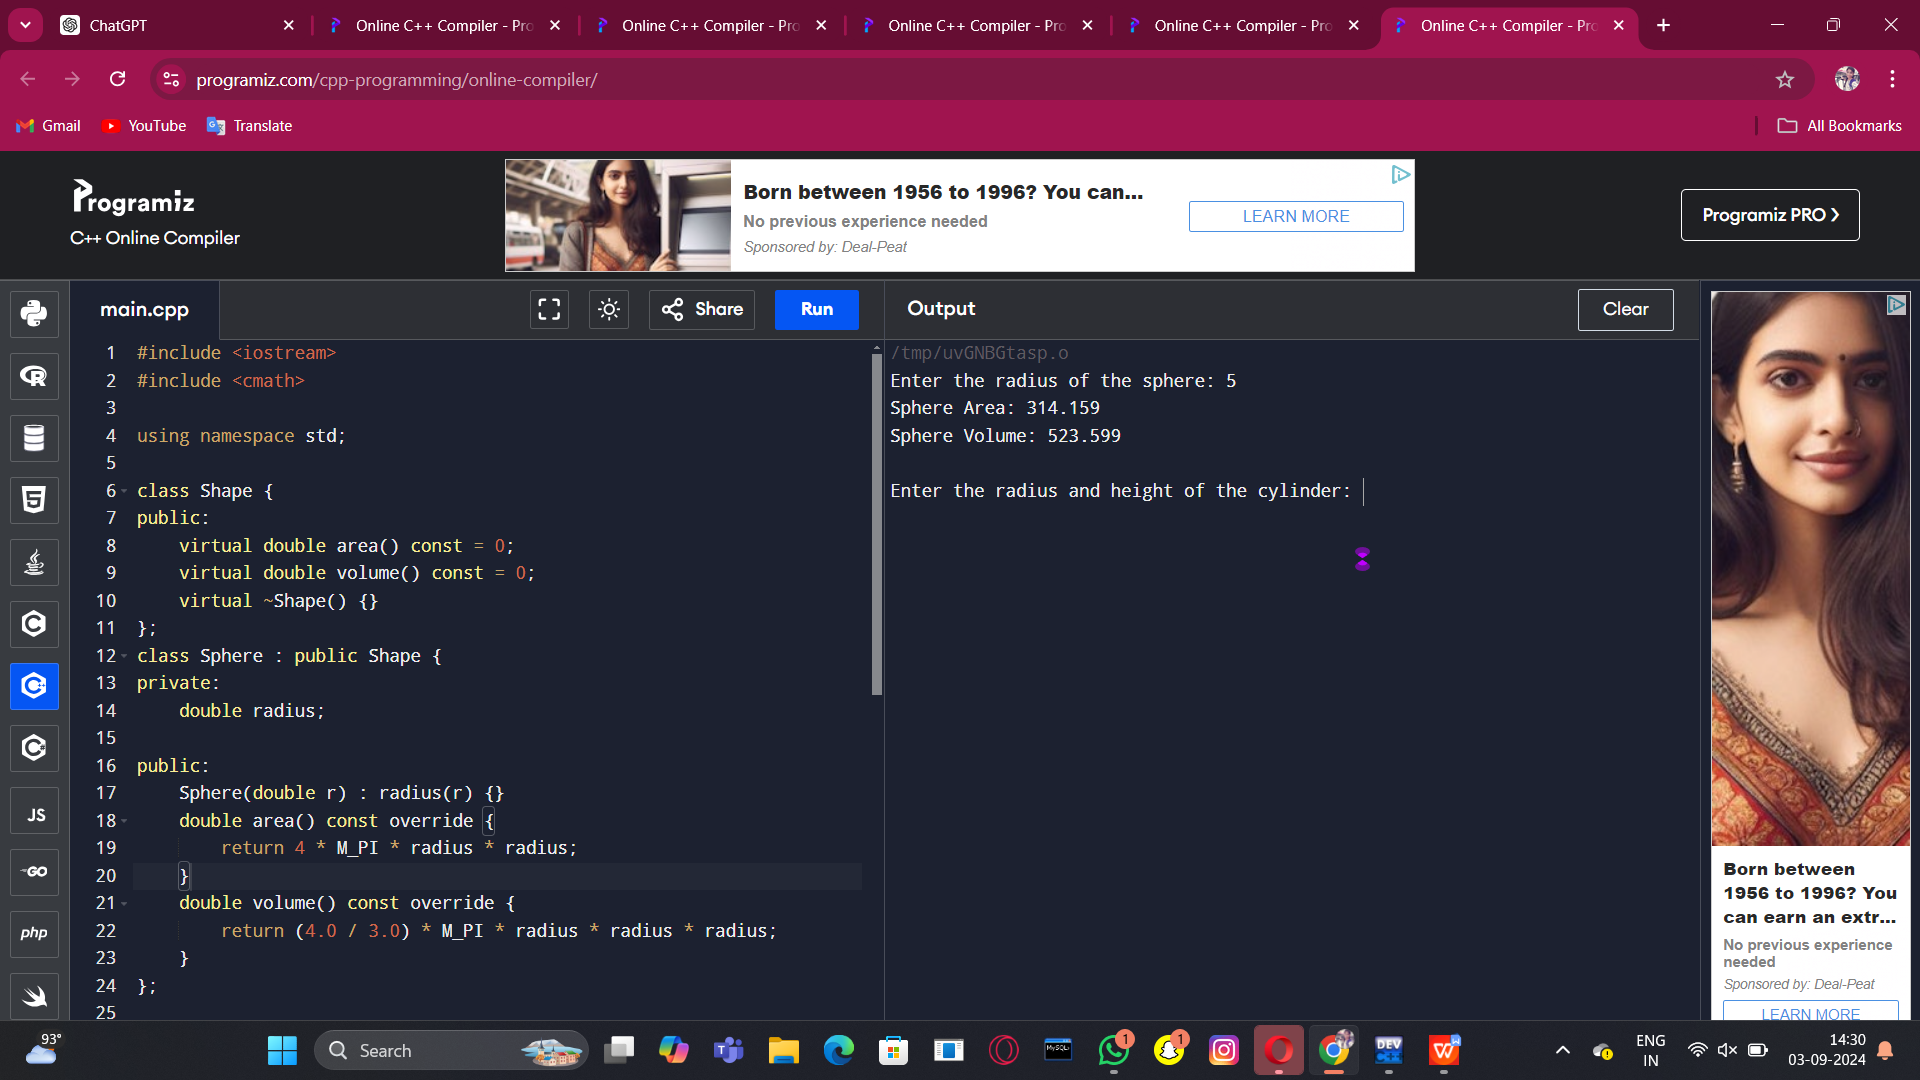 ChatGPT
Online C++ Compiler - Pro
Online C++ Compiler - Pro
Online C++ Compiler - Pro
Online C++ Compiler - Pro
Online C++ Compiler - Pro
programiz.com/cpp-programming/online-compiler/
Gmail
YouTube
Translate
All Bookmarks
Programiz
C++ Online Compiler
Born between 1956 to 1996? You can...
No previous experience needed
Sponsored by: Deal-Peat
LEARN MORE
Programiz PRO
main.cpp
Share
Run
Output
Clear
1 #include <iostream>
2 #include <cmath>
3
4 using namespace std;
5
6 class Shape {
7 public:
8     virtual double area() const = 0;
9     virtual double volume() const = 0;
10     virtual ~Shape() {}
11 };
12 class Sphere : public Shape {
13 private:
14     double radius;
15
16 public:
17     Sphere(double r) : radius(r) {}
18     double area() const override {
19         return 4 * M_PI * radius * radius;
20     }
21     double volume() const override {
22         return (4.0 / 3.0) * M_PI * radius * radius * radius;
23     }
24 };
25
/tmp/uvGNBGtasp.o
Enter the radius of the sphere: 5
Sphere Area: 314.159
Sphere Volume: 523.599
Enter the radius and height of the cylinder:
JS
GO
php
Born between
1956 to 1996? You
can earn an extr...
No previous experience
needed
Sponsored by: Deal-Peat
LEARN MORE
93°
Search
MySQL
1
1
DEV
C++
W
ENG
IN
14:30
03-09-2024